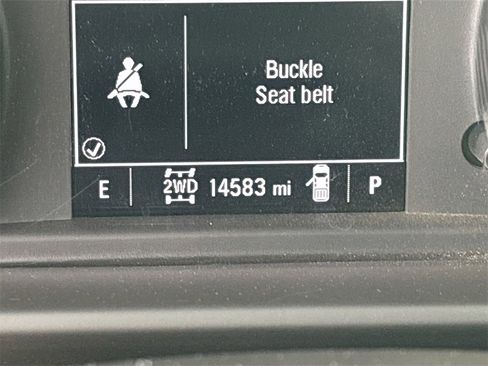 Buckle
Seat belt
E 2WD 14583 mi P